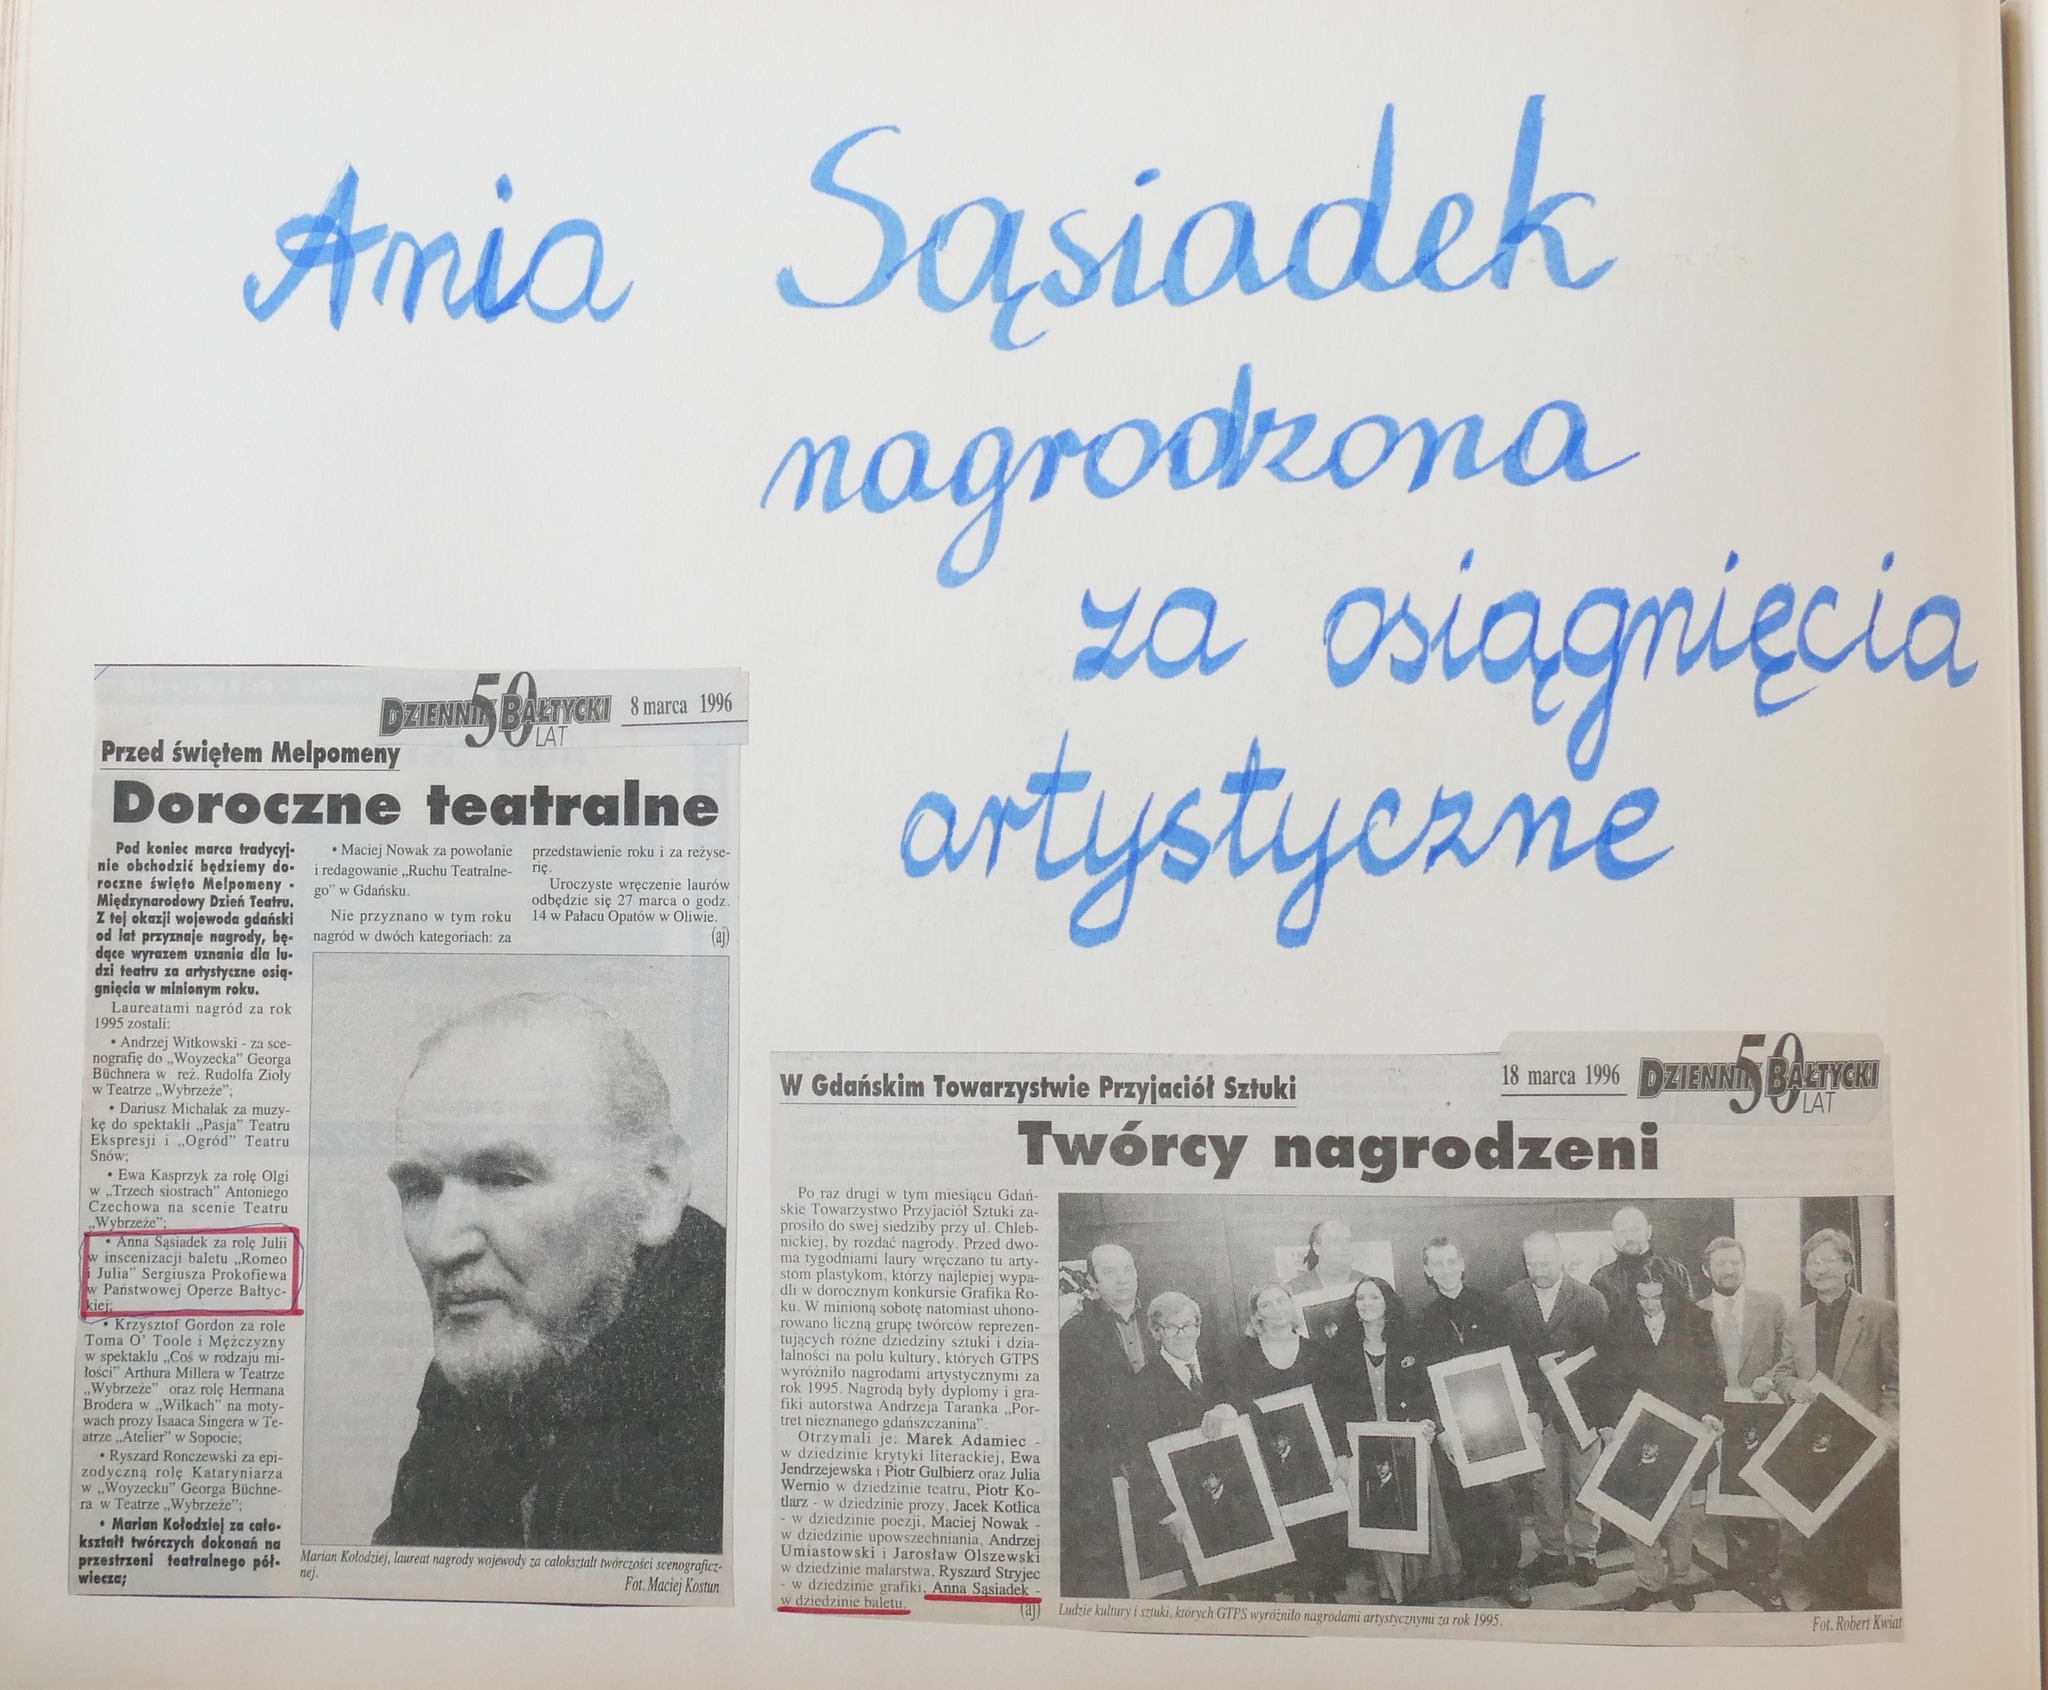 Ania Sąsiadek
nagrodzona
za osiągnięcia
artystyczne
DZIENNIK BAŁTYCKI
50 LAT
8 marca 1996
Przed świętem Melpomeny
Doroczne teatralne
Pod koniec marca tradycyj-
nie obchodzić będziemy do-
roczne święto Melpomeny -
Międzynarodowy Dzień Teatru.
Z tej okazji wojewoda gdański
od lat przyznaje nagrody, bę-
dące wyrazem uznania dla lu-
dzi teatru za artystyczne osią-
gnięcia w minionym roku.
Laureatami nagród za rok
1995 zostali:
• Andrzej Witkowski - za sce-
nografię do „Woyzecka” Georga
Büchnera w reż. Rudolfa Zioły
w Teatrze „Wybrzeże”;
• Dariusz Michalak za muzy-
kę do spektakli „Pasja” Teatru
Ekspresji i „Ogród” Teatru
Snów;
• Ewa Kasprzyk za rolę Olgi
w „Trzech siostrach” Antoniego
Czechowa na scenie Teatru
„Wybrzeże”;
• Anna Sąsiadek za rolę Julii
w inscenizacji baletu „Romeo
i Julia” Sergiusza Prokofiewa
w Państwowej Operze Bałtyc-
kiej;
• Krzysztof Gordon za role
Toma O' Toole i Mężczyzny
w spektaklu „Coś w rodzaju mi-
łości” Arthura Millera w Teatrze
„Wybrzeże” oraz rolę Hermana
Brodera w „Wilkach” na moty-
wach prozy Isaaca Singera w Te-
atrze „Atelier” w Sopocie;
• Ryszard Ronczewski za epi-
zodyczną rolę Kataryniarza
w „Woyzecku” Georga Büchne-
ra w Teatrze „Wybrzeże”;
• Marian Kołodziej za cało-
kształt twórczych dokonań na
przestrzeni teatralnego pół-
wiecza;
• Maciej Nowak za powołanie
i redagowanie „Ruchu Teatralne-
go” w Gdańsku.
Nie przyznano w tym roku
nagród w dwóch kategoriach: za
przedstawienie roku i za reżyse-
rię.
Uroczyste wręczenie laurów
odbędzie się 27 marca o godz.
14 w Pałacu Opatów w Oliwie.
(aj)
Marian Kołodziej, laureat nagrody wojewody za całokształt twórczości scenograficz-
nej.
Fot. Maciej Kostun
W Gdańskim Towarzystwie Przyjaciół Sztuki
18 marca 1996
DZIENNIK BAŁTYCKI
50 LAT
Twórcy nagrodzeni
Po raz drugi w tym miesiącu Gdań-
skie Towarzystwo Przyjaciół Sztuki za-
prosiło do swej siedziby przy ul. Chleb-
nickiej, by rozdać nagrody. Przed dwo-
ma tygodniami laury wręczano tu arty-
stom plastykom, którzy najlepiej wypa-
dli w dorocznym konkursie Grafika Ro-
ku. W minioną sobotę natomiast uhono-
rowano liczną grupę twórców reprezen-
tujących różne dziedziny sztuki i dzia-
łalności na polu kultury, których GTPS
wyróżniło nagrodami artystycznymi za
rok 1995. Nagrodą były dyplomy i gra-
fiki autorstwa Andrzeja Taranka „Por-
tret nieznanego gdańszczanina”.
Otrzymali je: Marek Adamiec -
w dziedzinie krytyki literackiej, Ewa
Jendrzejewska i Piotr Gulbierz oraz Julia
Wernio w dziedzinie teatru, Piotr Ko-
tlarz - w dziedzinie prozy, Jacek Kotlica
- w dziedzinie poezji, Maciej Nowak -
w dziedzinie upowszechniania, Andrzej
Umiastowski i Jarosław Olszewski
w dziedzinie malarstwa, Ryszard Stryjec
- w dziedzinie grafiki, Anna Sąsiadek -
w dziedzinie baletu.
(aj)
Ludzie kultury i sztuki, których GTPS wyróżniło nagrodami artystycznymi za rok 1995.
Fot. Robert Kwiat